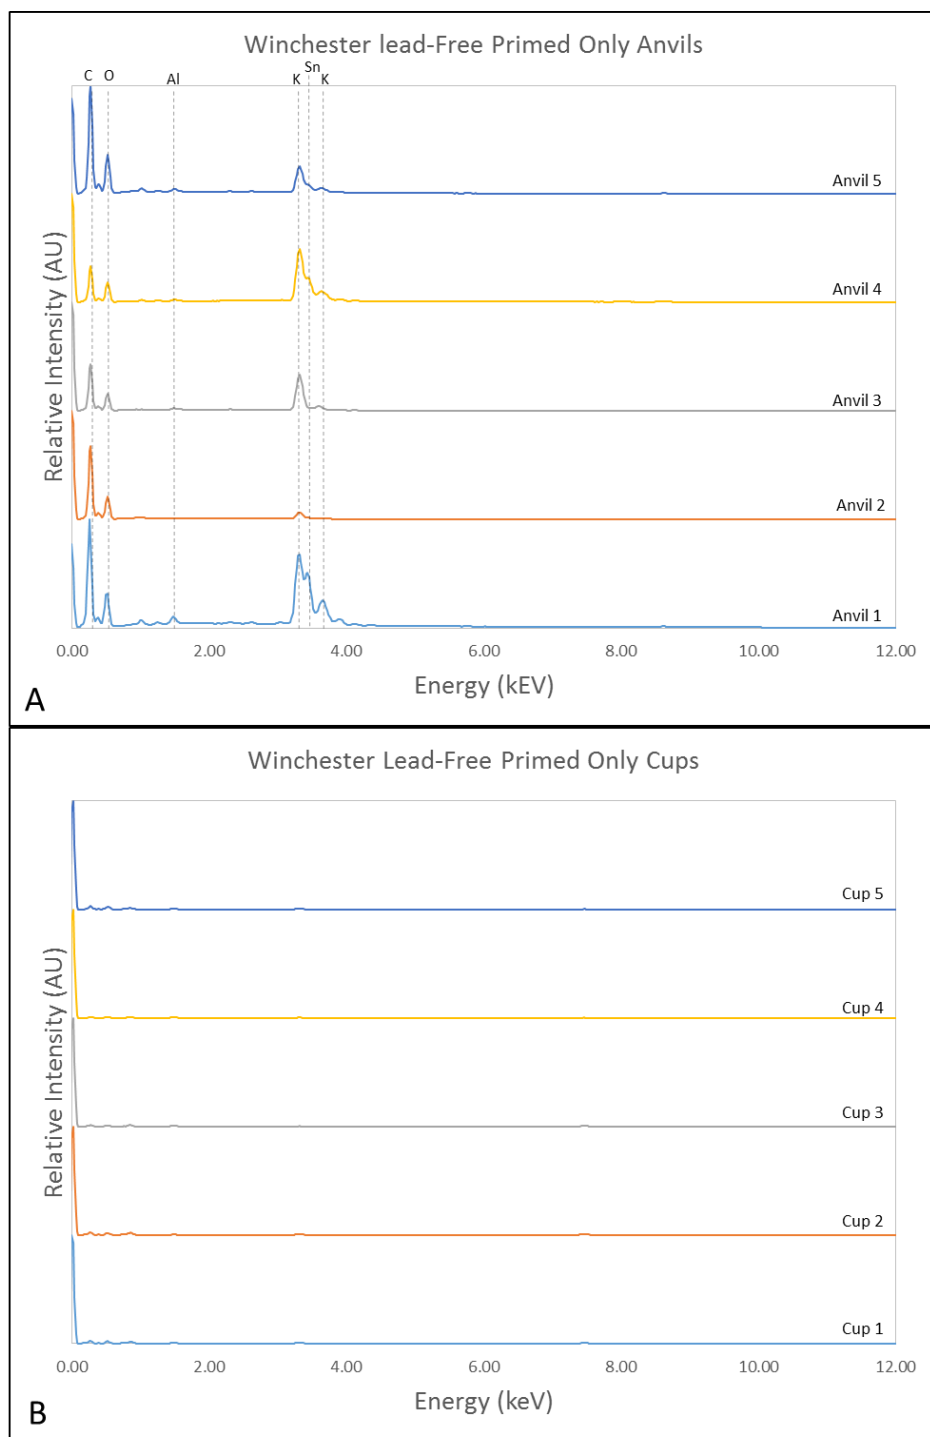 Winchester lead-Free Primed Only Anvils
C O Al K Sn K
Relative Intensity (AU)
Anvil 5
Anvil 4
Anvil 3
Anvil 2
Anvil 1
0.00 2.00 4.00 6.00 8.00 10.00 12.00
Energy (kEV)
A
Winchester Lead-Free Primed Only Cups
Relative Intensity (AU)
Cup 5
Cup 4
Cup 3
Cup 2
Cup 1
0.00 2.00 4.00 6.00 8.00 10.00 12.00
Energy (keV)
B